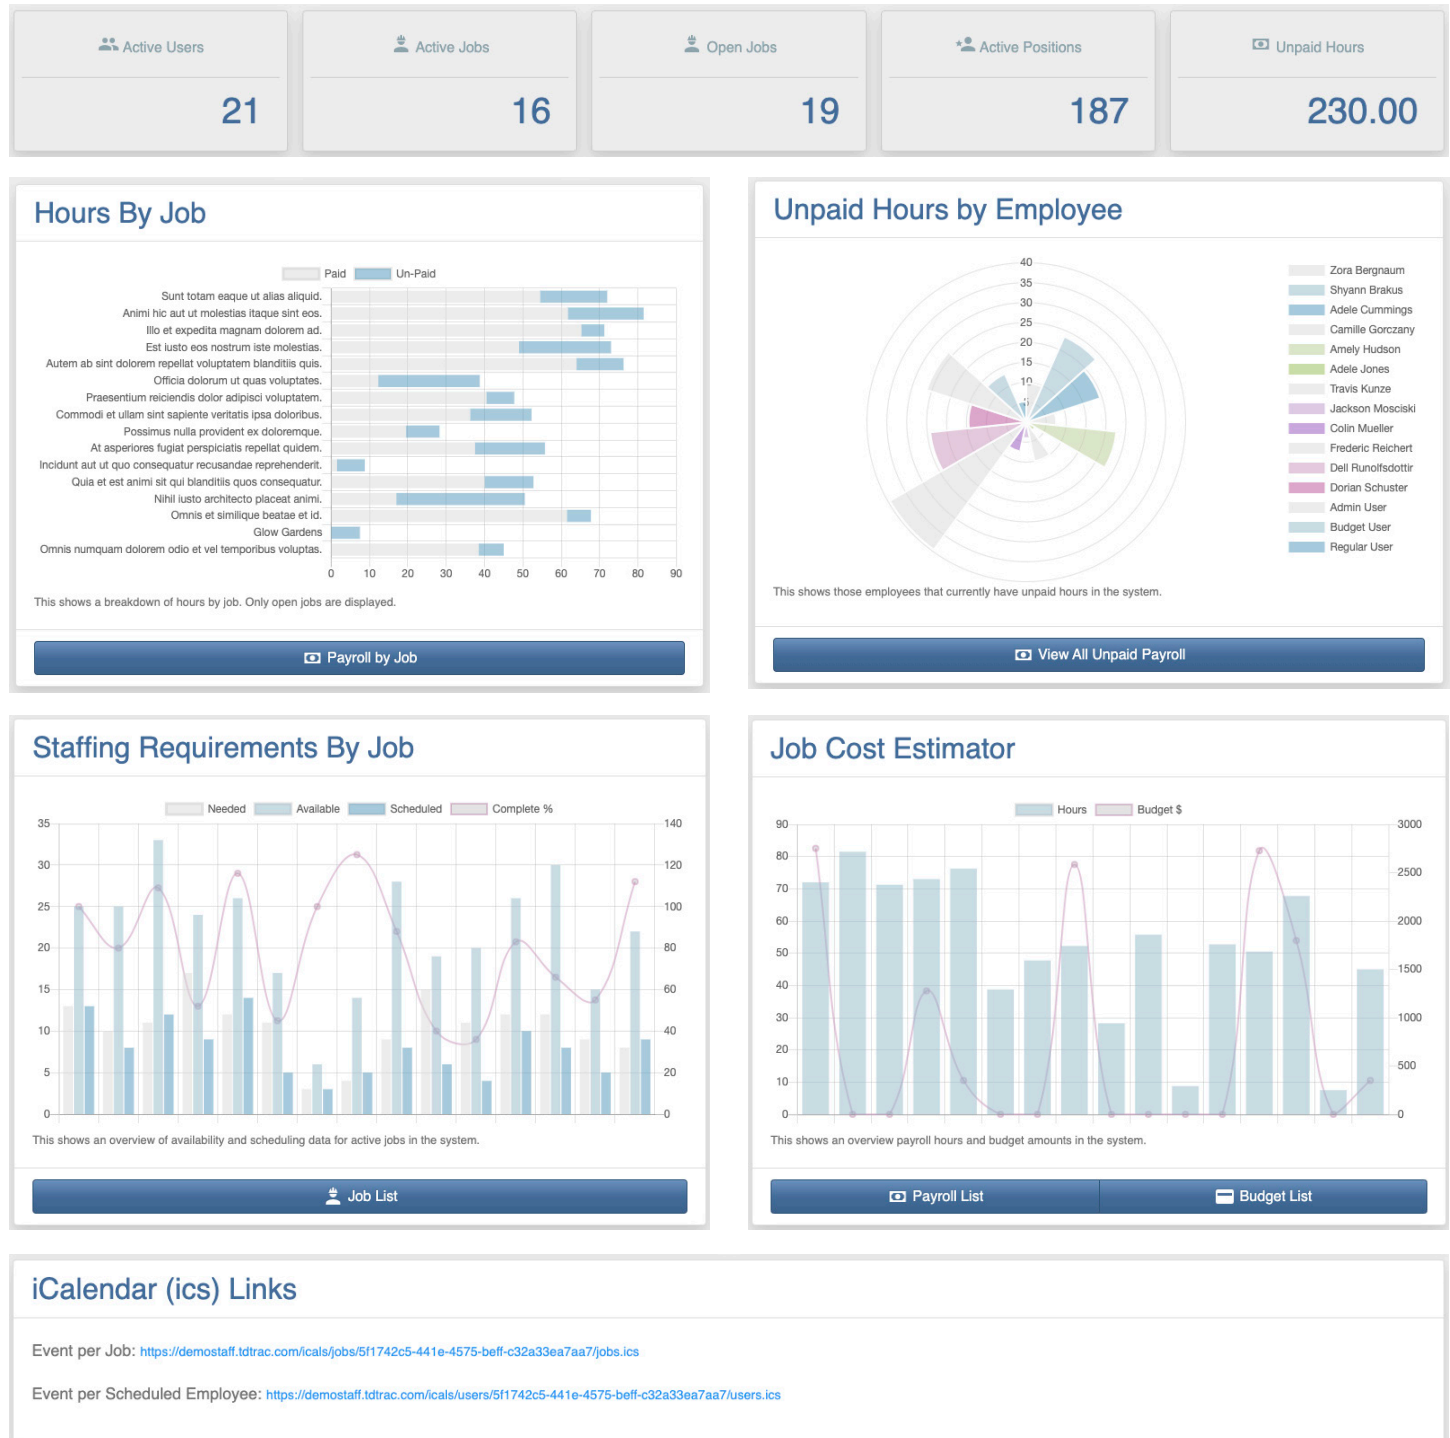 Active Users
21
Active Jobs
16
Open Jobs
19
Active Positions
187
Unpaid Hours
230.00
Hours By Job
Paid Un-Paid
Sunt totam eaque ut alias aliquid.
Animi hic aut ut molestias itaque sint eos.
Illo et expedita magnam dolorem ad.
Est iusto eos nostrum iste molestias.
Autem ab sint dolorem repellat voluptatem blanditiis quis.
Officia dolorum ut quas voluptates.
Praesentium reiciendis dolor adipisci voluptatem.
Commodi et ullam sint sapiente veritatis ipsa doloribus.
Possimus nulla provident ex doloremque.
At asperiores fugiat perspiciatis repellat quidem.
Incidunt aut ut quo consequatur recusandae reprehenderit.
Quia et est animi sit qui blanditiis quos consequatur.
Nihil iusto architecto placeat animi.
Omnis et similique beatae et id.
Glow Gardens
Omnis numquam dolorem odio et vel temporibus voluptas.
0 10 20 30 40 50 60 70 80 90
This shows a breakdown of hours by job. Only open jobs are displayed.
Payroll by Job
Unpaid Hours by Employee
40
35
30
25
20
15
10
5
Zora Bergnaum
Shyann Brakus
Adele Cummings
Camille Gorczany
Amely Hudson
Adele Jones
Travis Kunze
Jackson Mosciski
Colin Mueller
Frederic Reichert
Dell Runolfsdottir
Dorian Schuster
Admin User
Budget User
Regular User
This shows those employees that currently have unpaid hours in the system.
View All Unpaid Payroll
Staffing Requirements By Job
Needed Available Scheduled Complete %
35 140
30 120
25 100
20 80
15 60
10 40
5 20
0 0
This shows an overview of availability and scheduling data for active jobs in the system.
Job List
Job Cost Estimator
Hours Budget $
90
80
70
60
50
40
30
20
10
0
3000
2500
2000
1500
1000
500
0
This shows an overview payroll hours and budget amounts in the system.
Payroll List
Budget List
iCalendar (ics) Links
Event per Job: https://demostaff.tdtrac.com/icals/jobs/5f1742c5-441e-4575-beff-c32a33ea7aa7/jobs.ics
Event per Scheduled Employee: https://demostaff.tdtrac.com/icals/users/5f1742c5-441e-4575-beff-c32a33ea7aa7/users.ics